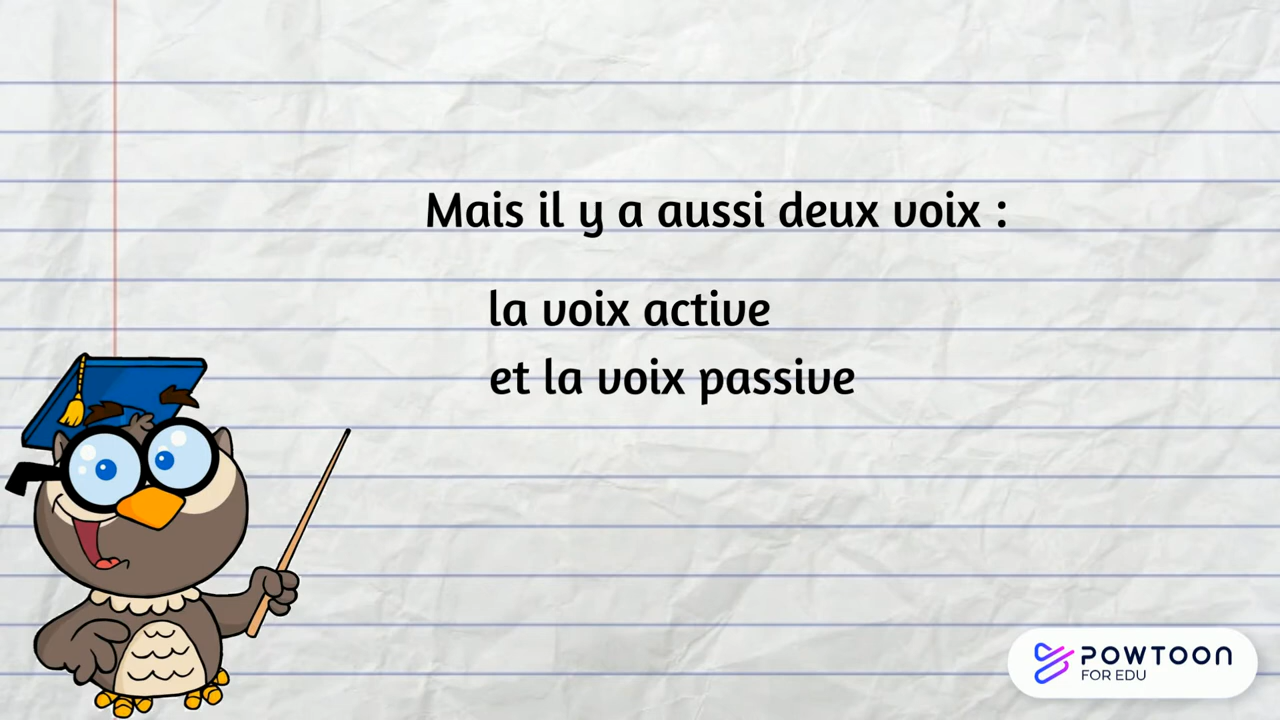 Mais il y a aussi deux voix :
la voix active
et la voix passive
POWTOON
FOR EDU